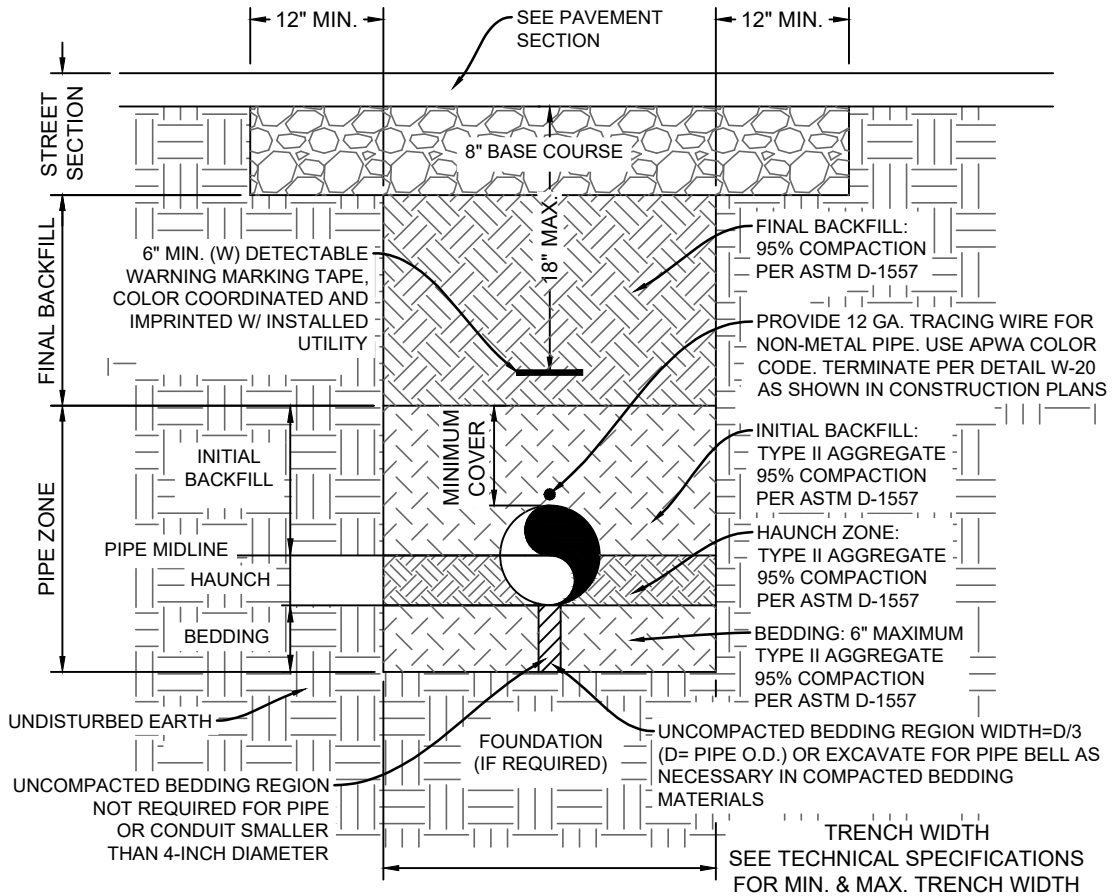 12" MIN.
SEE PAVEMENT
SECTION
12" MIN.
STREET
SECTION
8" BASE COURSE
18" MAX.
FINAL BACKFILL
6" MIN. (W) DETECTABLE
WARNING MARKING TAPE,
COLOR COORDINATED AND
IMPRINTED W/ INSTALLED
UTILITY
FINAL BACKFILL:
95% COMPACTION
PER ASTM D-1557
PROVIDE 12 GA. TRACING WIRE FOR
NON-METAL PIPE. USE APWA COLOR
CODE. TERMINATE PER DETAIL W-20
AS SHOWN IN CONSTRUCTION PLANS
PIPE ZONE
INITIAL
BACKFILL
MINIMUM
COVER
INITIAL BACKFILL:
TYPE II AGGREGATE
95% COMPACTION
PER ASTM D-1557
PIPE MIDLINE
HAUNCH
HAUNCH ZONE:
TYPE II AGGREGATE
95% COMPACTION
PER ASTM D-1557
BEDDING
BEDDING: 6" MAXIMUM
TYPE II AGGREGATE
95% COMPACTION
PER ASTM D-1557
UNDISTURBED EARTH
FOUNDATION
(IF REQUIRED)
UNCOMPACTED BEDDING REGION WIDTH=D/3
(D= PIPE O.D.) OR EXCAVATE FOR PIPE BELL AS
NECESSARY IN COMPACTED BEDDING
MATERIALS
UNCOMPACTED BEDDING REGION
NOT REQUIRED FOR PIPE
OR CONDUIT SMALLER
THAN 4-INCH DIAMETER
TRENCH WIDTH
SEE TECHNICAL SPECIFICATIONS
FOR MIN. & MAX. TRENCH WIDTH